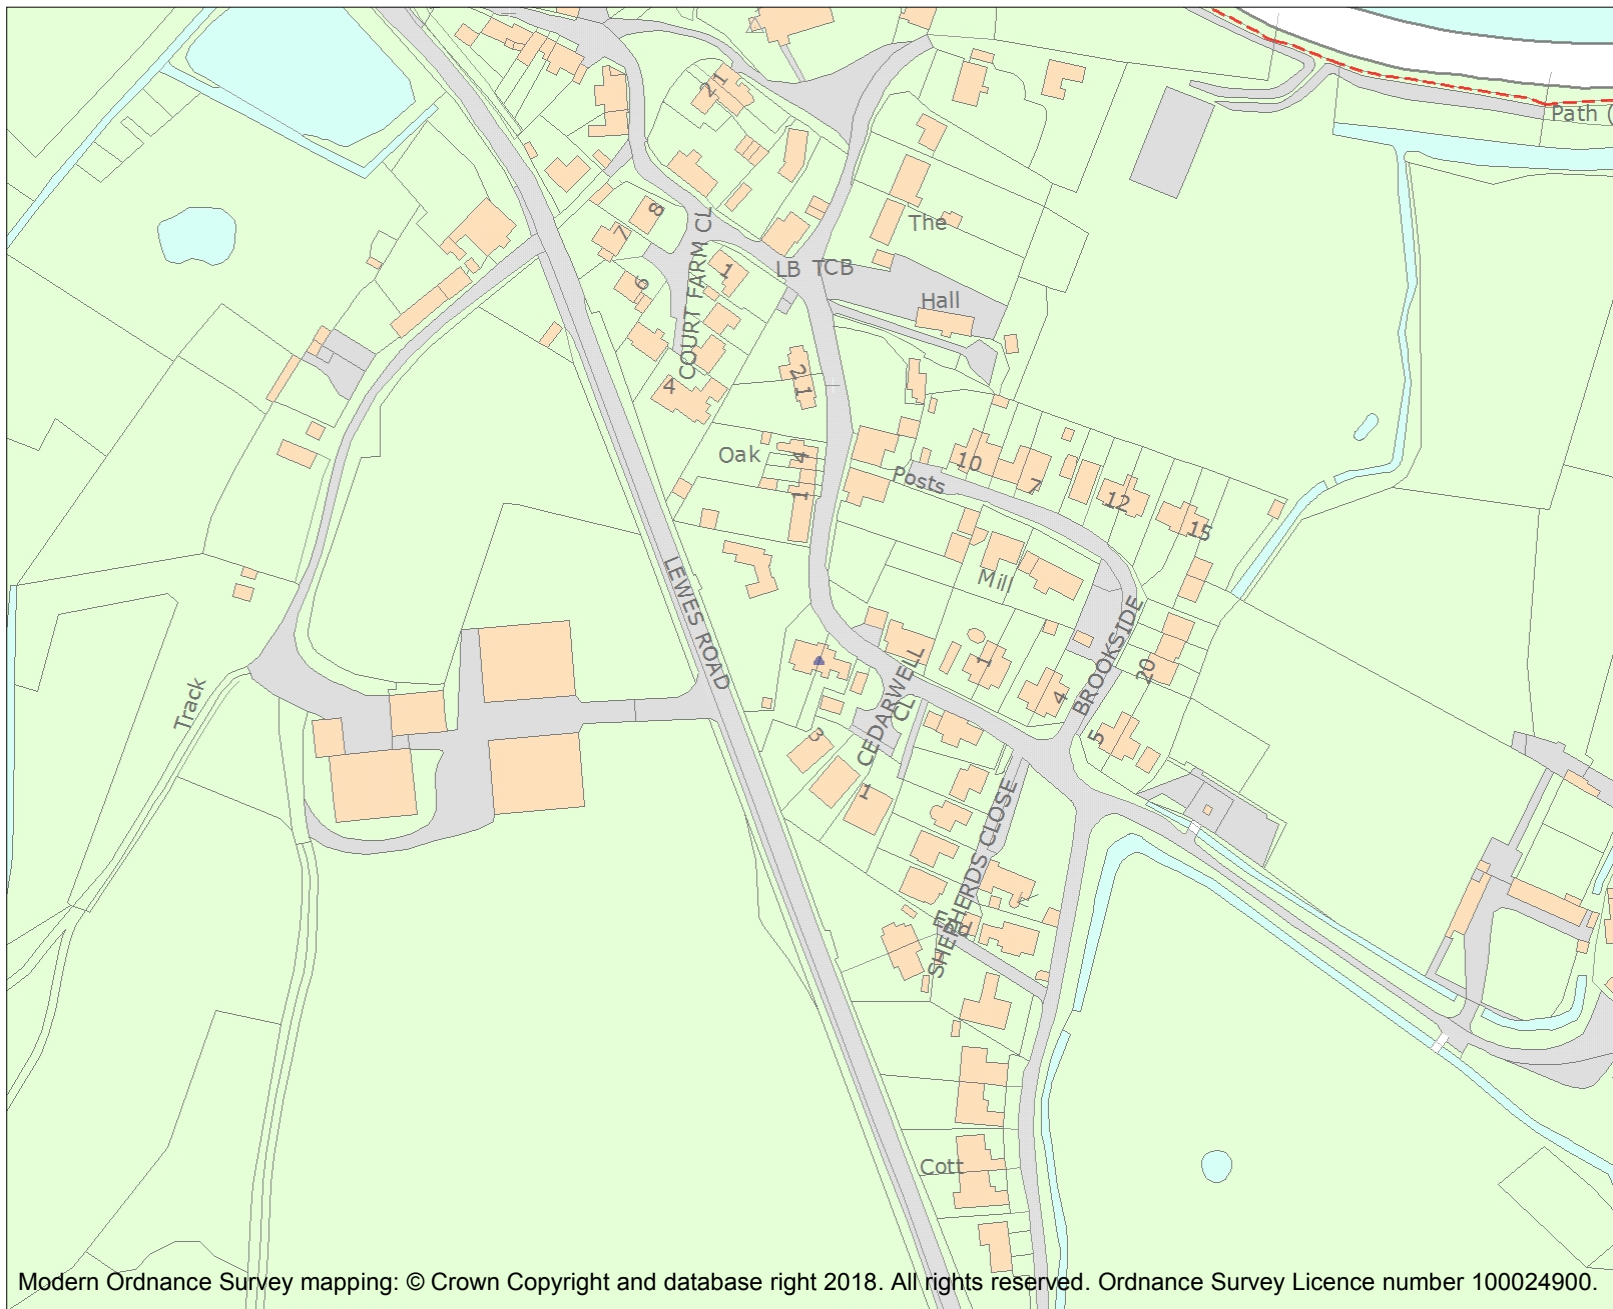 21
Path (
8
7
COURT FARM CL
The
1
LB TCB
6
Hall
4
21
Oak
4
1
Posts
10
7
12
15
LEWES ROAD
Mill
BROOKSIDE
1
20
4
CEDARWELL
CL
Track
3
5
1
SHEPHERDS CLOSE
End
Cott
Modern Ordnance Survey mapping: © Crown Copyright and database right 2018. All rights reserved. Ordnance Survey Licence number 100024900.